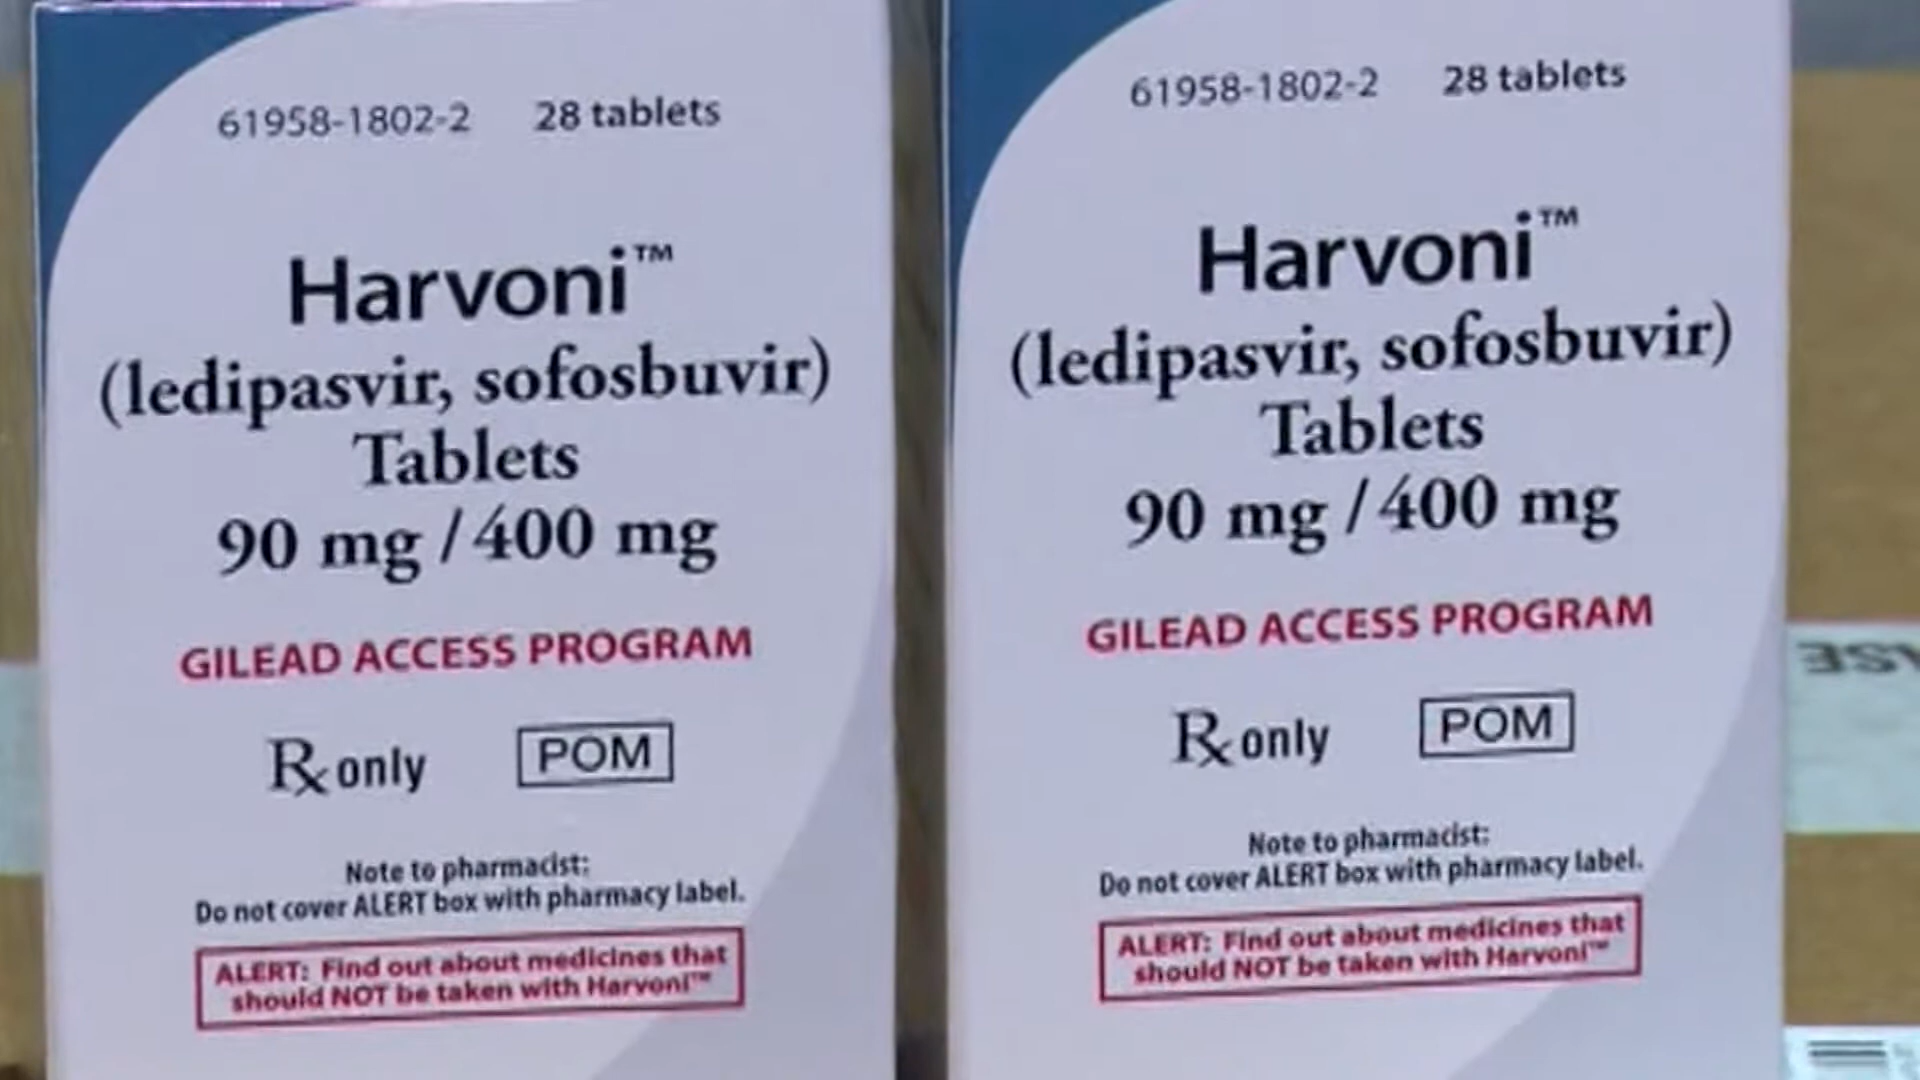 61958-1802-2 28 tablets
Harvoni™
(ledipasvir, sofosbuvir)
Tablets
90 mg / 400 mg
GILEAD ACCESS PROGRAM
Rx only POM
Note to pharmacist:
Do not cover ALERT box with pharmacy label.
ALERT: Find out about medicines that
should NOT be taken with Harvoni™
61958-1802-2 28 tablets
Harvoni™
(ledipasvir, sofosbuvir)
Tablets
90 mg / 400 mg
GILEAD ACCESS PROGRAM
Rx only POM
Note to pharmacist:
Do not cover ALERT box with pharmacy label.
ALERT: Find out about medicines that
should NOT be taken with Harvoni™